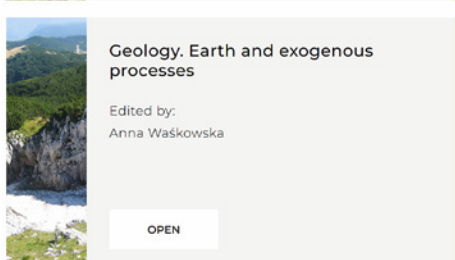 Geology. Earth and exogenous
processes
Edited by:
Anna Waśkowska
OPEN